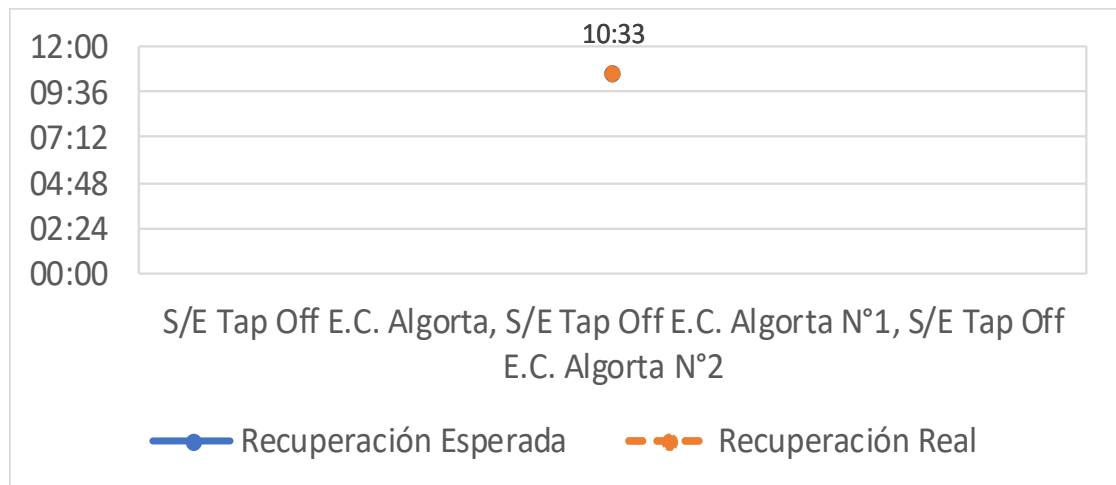 10:33
12:00
09:36
07:12
04:48
02:24
00:00
S/E Tap Off E.C. Algorta, S/E Tap Off E.C. Algorta N°1, S/E Tap Off
E.C. Algorta N°2
Recuperación Esperada
Recuperación Real